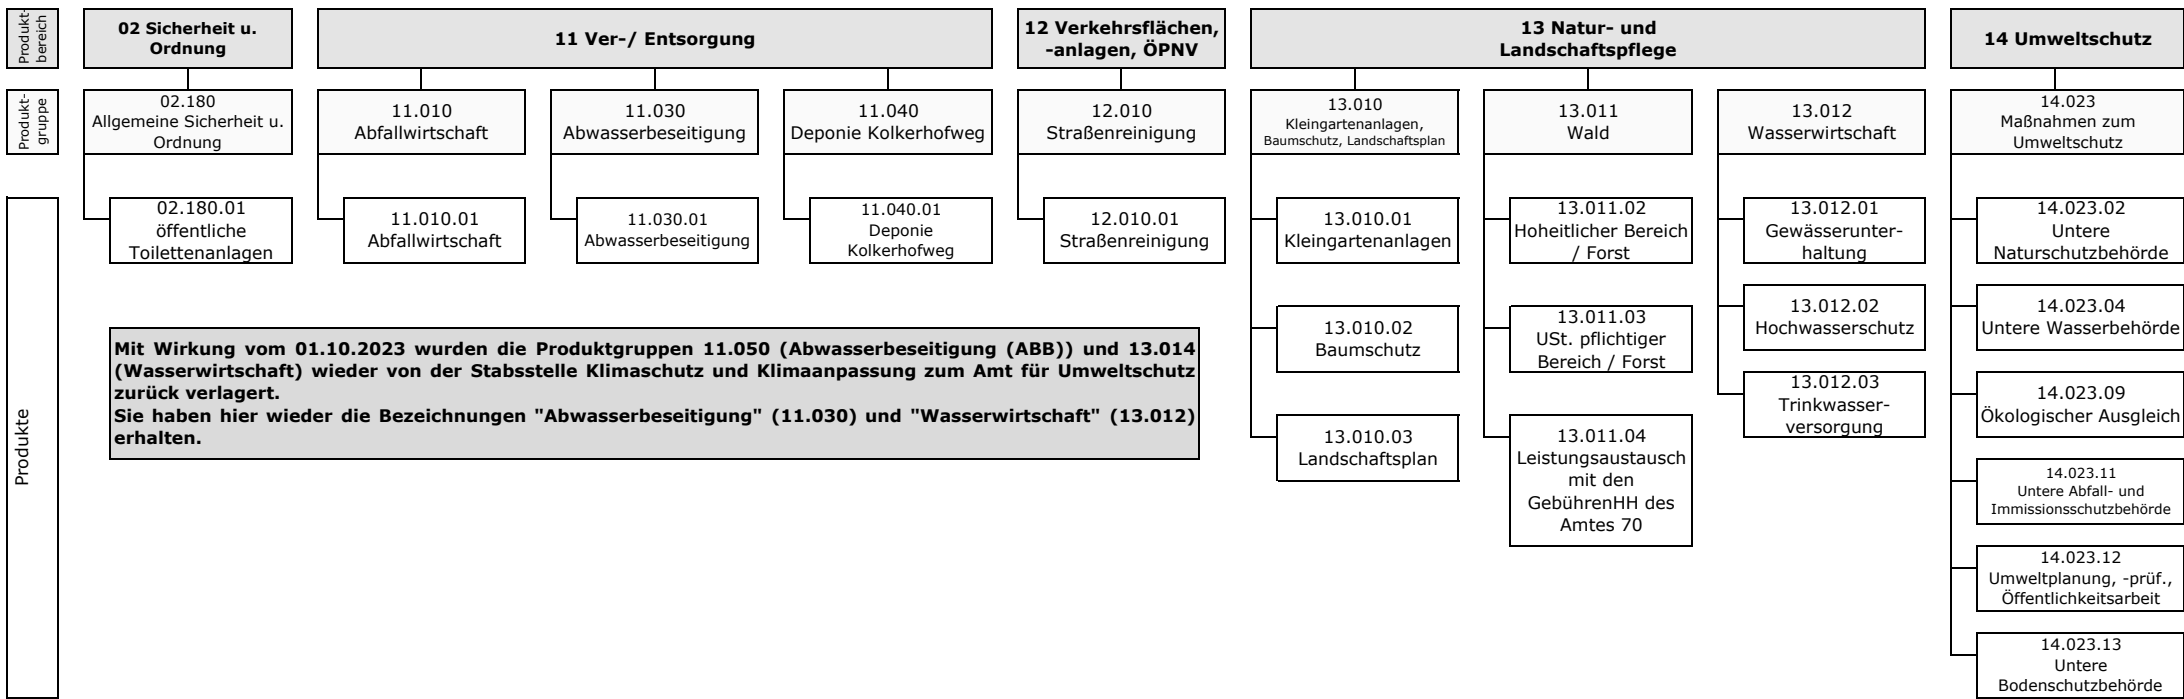 Produkt-
bereich
02 Sicherheit u.
Ordnung
11 Ver-/ Entsorgung
12 Verkehrsflächen,
-anlagen, ÖPNV
13 Natur- und
Landschaftspflege
14 Umweltschutz
Produkt-
gruppe
02.180
Allgemeine Sicherheit u.
Ordnung
11.010
Abfallwirtschaft
11.030
Abwasserbeseitigung
11.040
Deponie Kolkerhofweg
12.010
Straßenreinigung
13.010
Kleingartenanlagen,
Baumschutz, Landschaftsplan
13.011
Wald
13.012
Wasserwirtschaft
14.023
Maßnahmen zum
Umweltschutz
Produkte
02.180.01
öffentliche
Toilettenanlagen
11.010.01
Abfallwirtschaft
11.030.01
Abwasserbeseitigung
11.040.01
Deponie
Kolkerhofweg
12.010.01
Straßenreinigung
13.010.01
Kleingartenanlagen
13.011.02
Hoheitlicher Bereich
/ Forst
13.012.01
Gewässerunter-
haltung
14.023.02
Untere
Naturschutzbehörde
Mit Wirkung vom 01.10.2023 wurden die Produktgruppen 11.050 (Abwasserbeseitigung (ABB)) und 13.014
(Wasserwirtschaft) wieder von der Stabsstelle Klimaschutz und Klimaanpassung zum Amt für Umweltschutz
zurück verlagert.
Sie haben hier wieder die Bezeichnungen "Abwasserbeseitigung" (11.030) und "Wasserwirtschaft" (13.012)
erhalten.
13.010.02
Baumschutz
13.011.03
USt. pflichtiger
Bereich / Forst
13.012.02
Hochwasserschutz
14.023.04
Untere Wasserbehörde
13.012.03
Trinkwasser-
versorgung
14.023.09
Ökologischer Ausgleich
13.010.03
Landschaftsplan
13.011.04
Leistungsaustausch
mit den
GebührenHH des
Amtes 70
14.023.11
Untere Abfall- und
Immissionsschutzbehörde
14.023.12
Umweltplanung, -prüf.,
Öffentlichkeitsarbeit
14.023.13
Untere
Bodenschutzbehörde